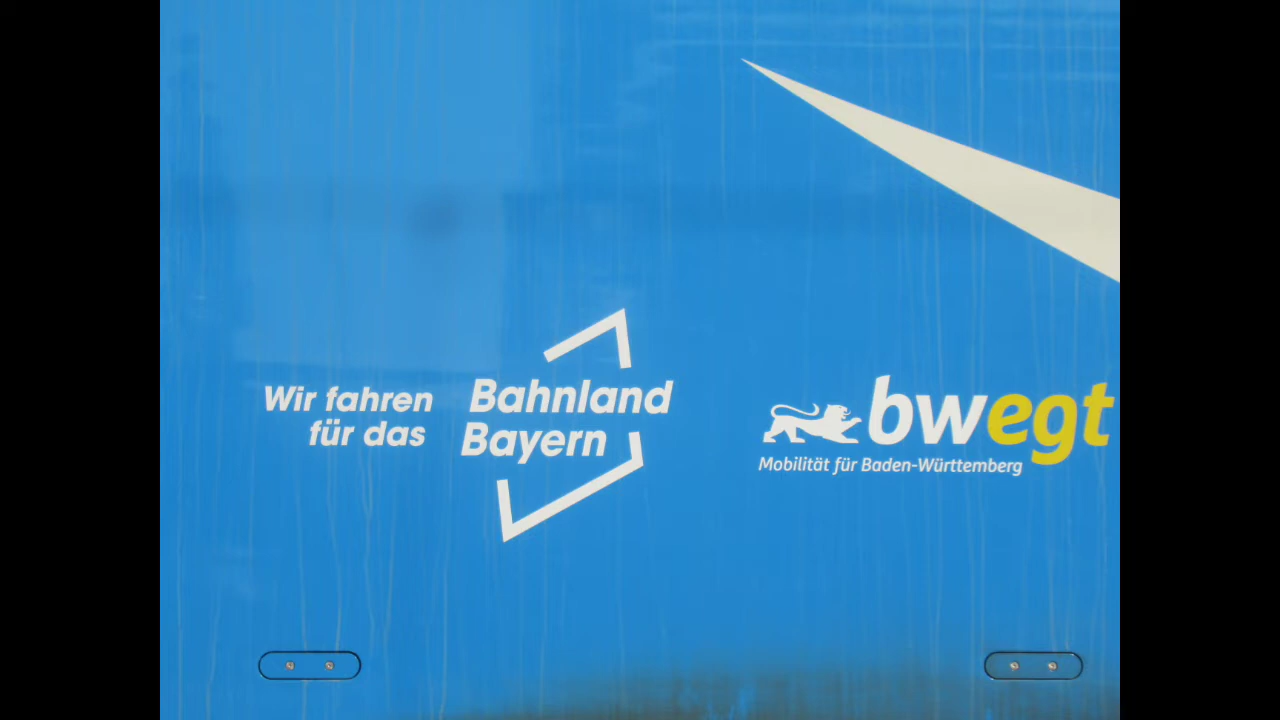 Wir fahren
für das
Bahnland
Bayern
bwegt
Mobilität für Baden-Württemberg